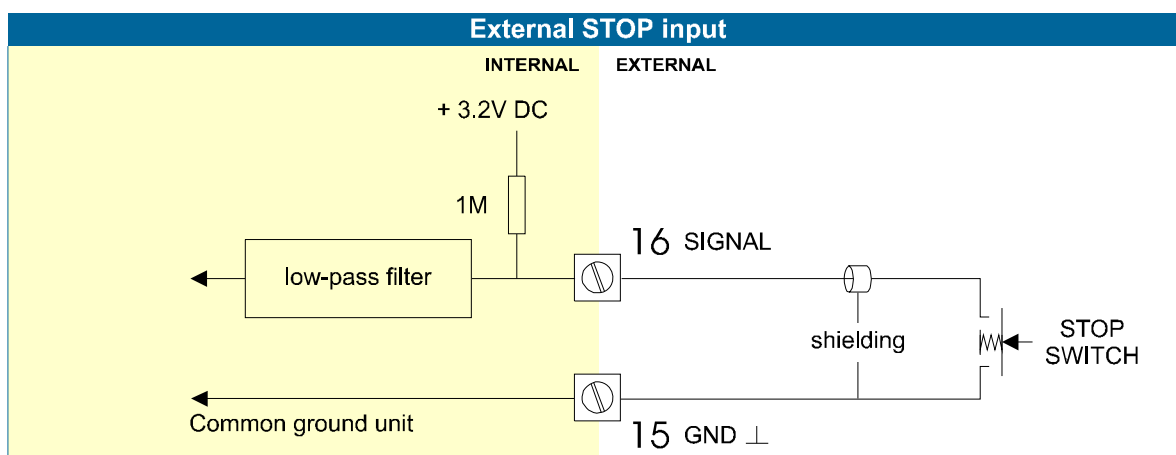 External STOP input
INTERNAL
EXTERNAL
+ 3.2V DC
1M
16 SIGNAL
low-pass filter
shielding
STOP
SWITCH
Common ground unit
15 GND ⊥